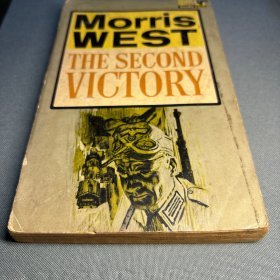 Morris
WEST
THE SECOND
VICTORY